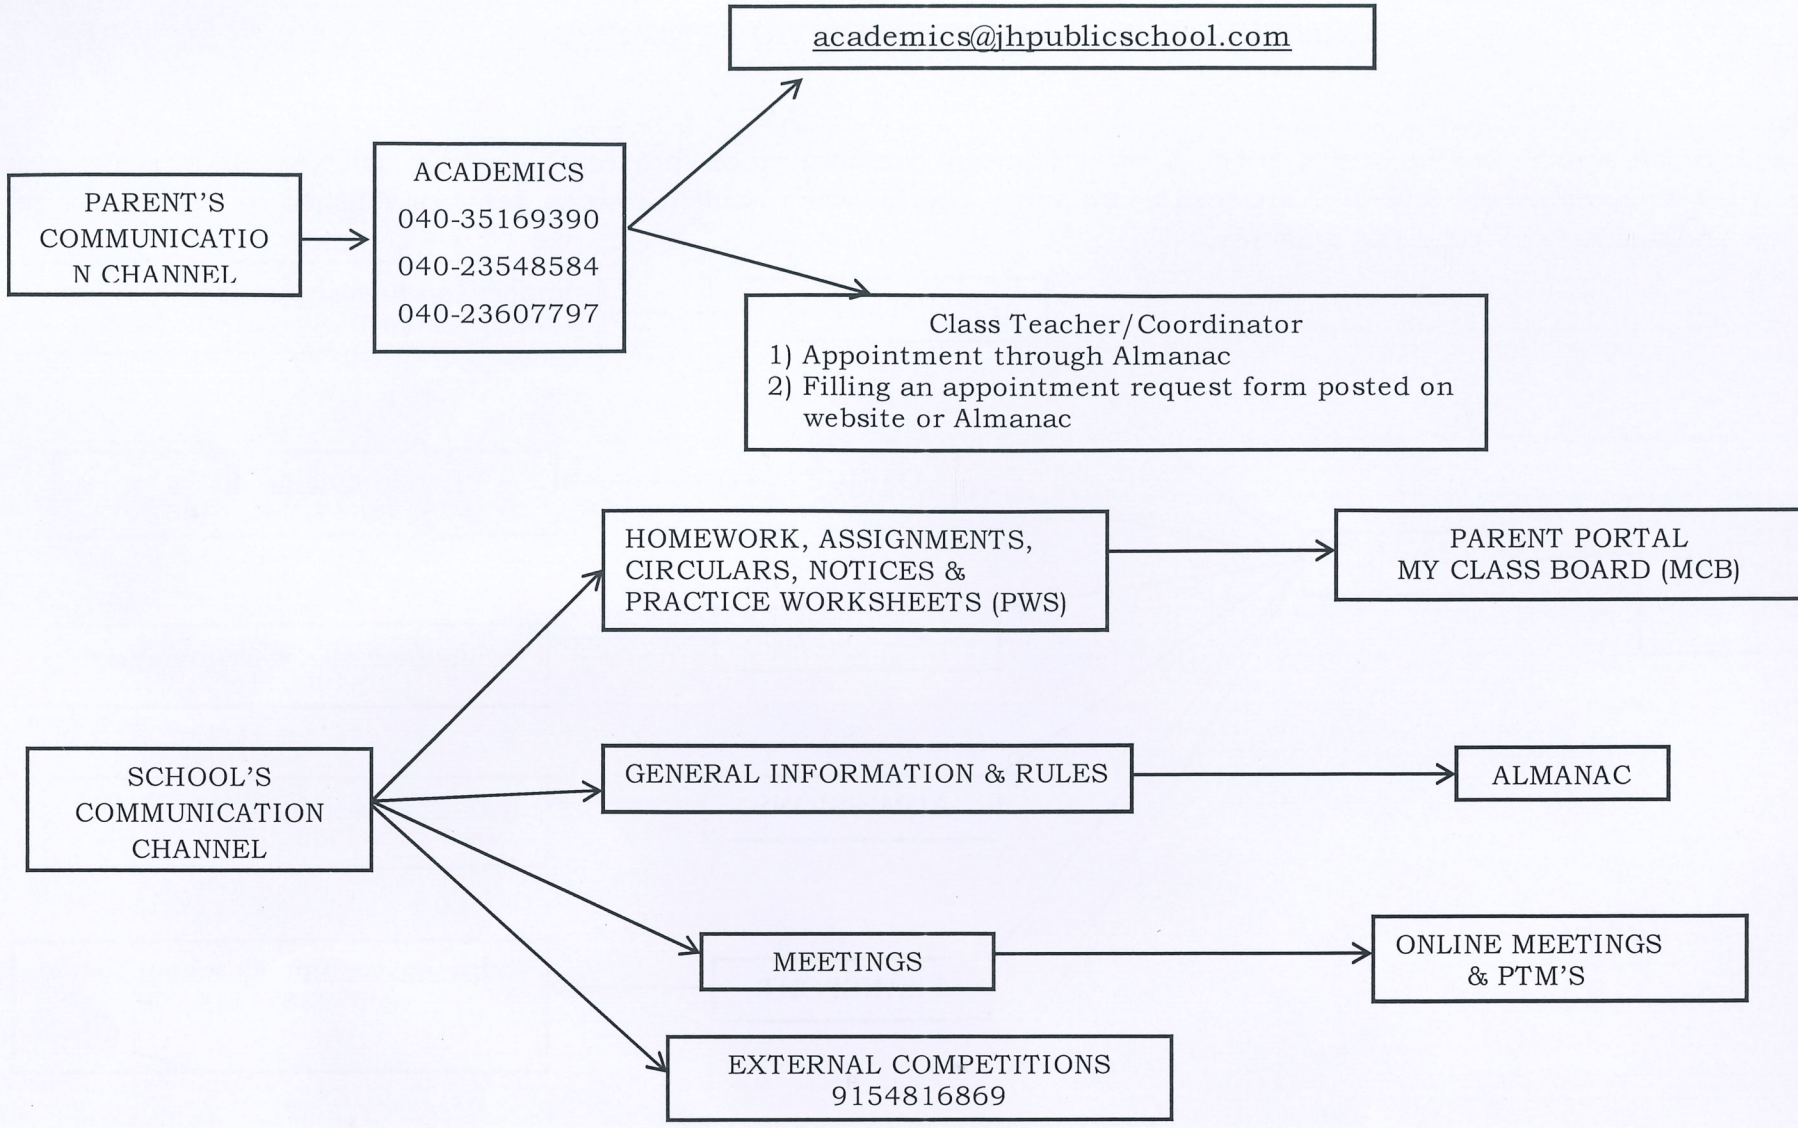 academics@jhpublicschool.com
ACADEMICS
040-35169390
040-23548584
040-23607797
PARENT'S
COMMUNICATIO
N CHANNEL
Class Teacher/Coordinator
1) Appointment through Almanac
2) Filling an appointment request form posted on
website or Almanac
HOMEWORK, ASSIGNMENTS,
CIRCULARS, NOTICES &
PRACTICE WORKSHEETS (PWS)
PARENT PORTAL
MY CLASS BOARD (MCB)
SCHOOL'S
COMMUNICATION
CHANNEL
GENERAL INFORMATION & RULES
ALMANAC
MEETINGS
ONLINE MEETINGS
& PTM'S
EXTERNAL COMPETITIONS
9154816869